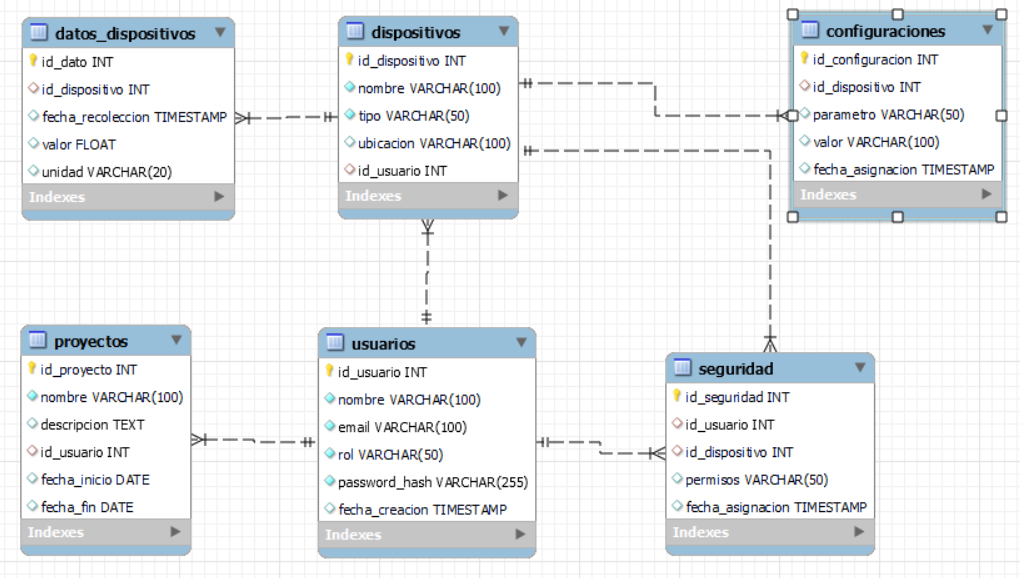 datos_dispositivos
id_dato INT
id_dispositivo INT
fecha_recoleccion TIMESTAMP
valor FLOAT
unidad VARCHAR(20)
Indexes
dispositivos
id_dispositivo INT
nombre VARCHAR(100)
tipo VARCHAR(50)
ubicacion VARCHAR(100)
id_usuario INT
Indexes
configuraciones
id_configuracion INT
id_dispositivo INT
parametro VARCHAR(50)
valor VARCHAR(100)
fecha_asignacion TIMESTAMP
Indexes
proyectos
id_proyecto INT
nombre VARCHAR(100)
descripcion TEXT
id_usuario INT
fecha_inicio DATE
fecha_fin DATE
Indexes
usuarios
id_usuario INT
nombre VARCHAR(100)
email VARCHAR(100)
rol VARCHAR(50)
password_hash VARCHAR(255)
fecha_creacion TIMESTAMP
Indexes
seguridad
id_seguridad INT
id_usuario INT
id_dispositivo INT
permisos VARCHAR(50)
fecha_asignacion TIMESTAMP
Indexes